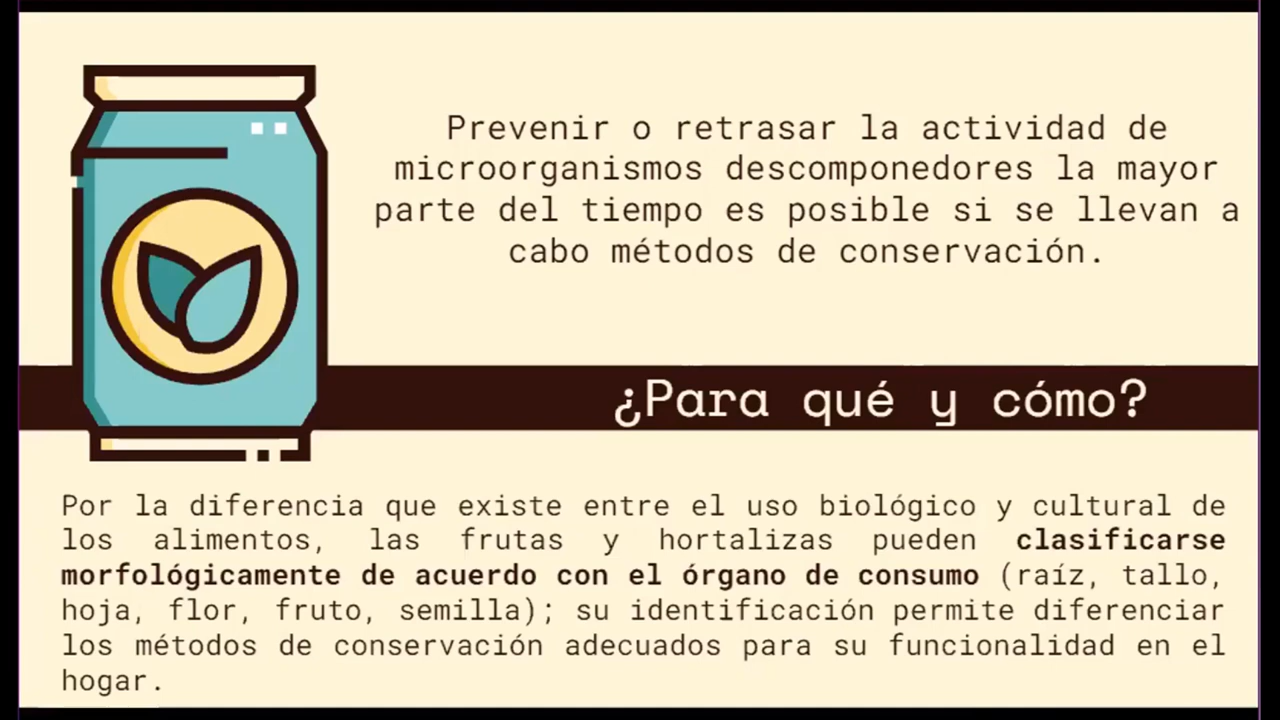 Prevenir o retrasar la actividad de
microorganismos descomponedores la mayor
parte del tiempo es posible si se llevan a
cabo métodos de conservación.
¿Para qué y cómo?
Por la diferencia que existe entre el uso biológico y cultural de
los alimentos, las frutas y hortalizas pueden clasificarse
morfológicamente de acuerdo con el órgano de consumo (raíz, tallo,
hoja, flor, fruto, semilla); su identificación permite diferenciar
los métodos de conservación adecuados para su funcionalidad en el
hogar.